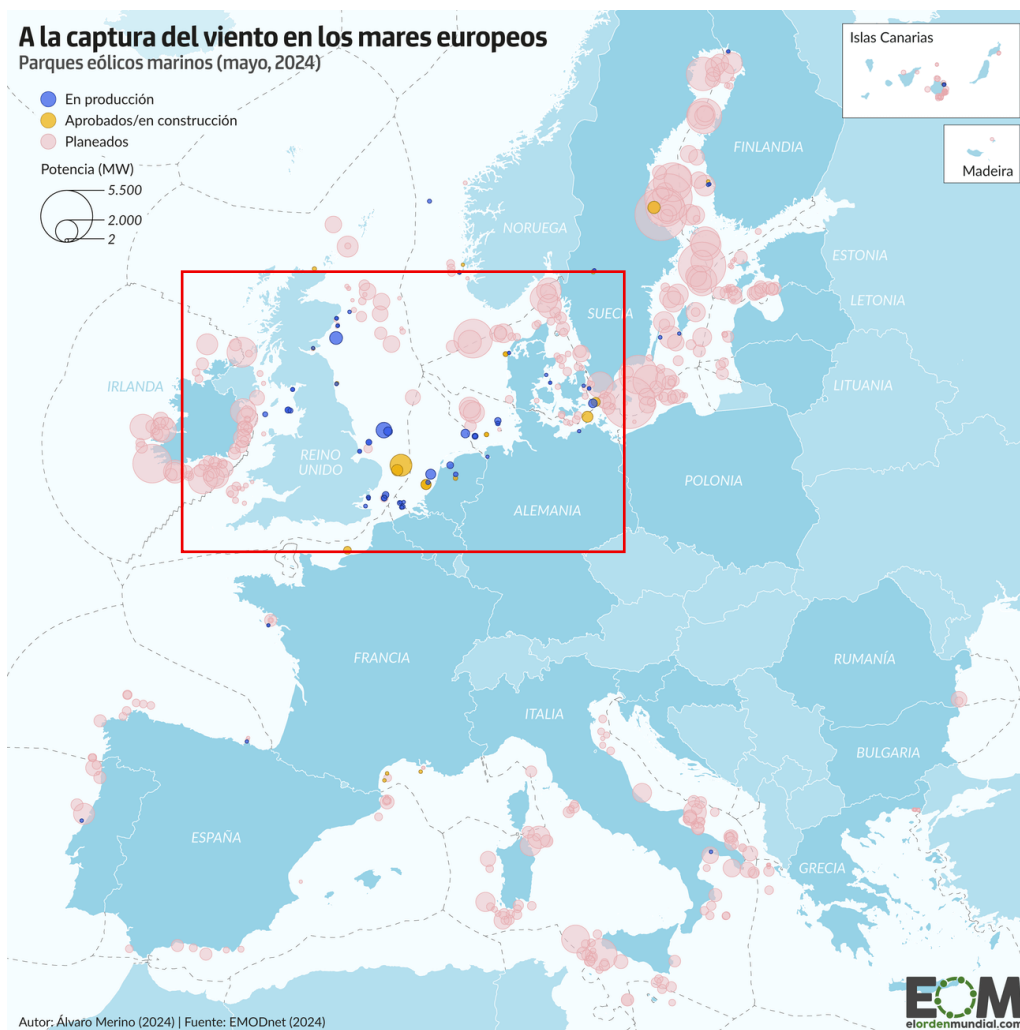 A la captura del viento en los mares europeos
Parques eólicos marinos (mayo, 2024)
En producción
Aprobados/en construcción
Planeados
Potencia (MW)
5.500
2.000
2
Islas Canarias
Madeira
FINLANDIA
NORUEGA
ESTONIA
SUECIA
LETONIA
IRLANDA
LITUANIA
REINO
UNIDO
POLONIA
ALEMANIA
FRANCIA
RUMANÍA
ITALIA
BULGARIA
ESPAÑA
GRECIA
EOM
elordenmundial.com
Autor: Álvaro Merino (2024) | Fuente: EMODnet (2024)